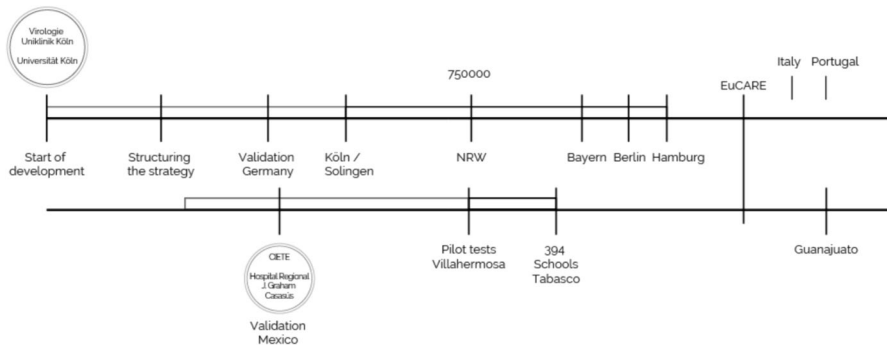 Virologie
Uniklinik Köln
Universität Köln
750000
Italy
Portugal
EuCARE
Start of
development
Structuring
the strategy
Validation
Germany
Köln /
Solingen
NRW
Bayern
Berlin
Hamburg
CIETE
Hospital Regional
J. Graham
Casasús
Validation
Mexico
Pilot tests
Villahermosa
394
Schools
Tabasco
Guanajuato